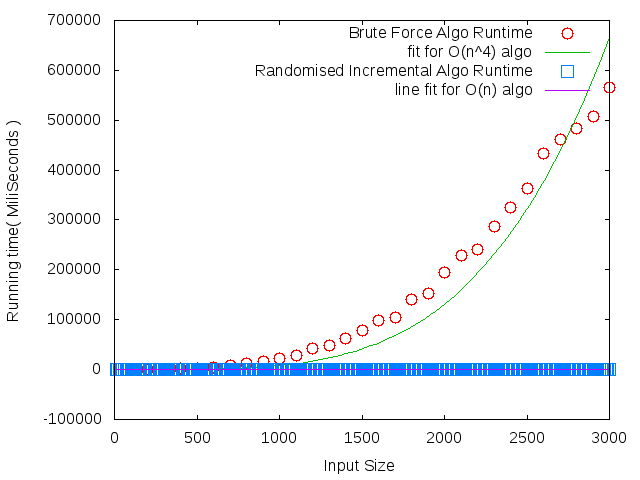 700000
600000
500000
400000
300000
200000
100000
0
-100000
Running time( MiliSeconds )
Brute Force Algo Runtime
fit for O(n^4) algo
Randomised Incremental Algo Runtime
line fit for O(n) algo
0 500 1000 1500 2000 2500 3000
Input Size